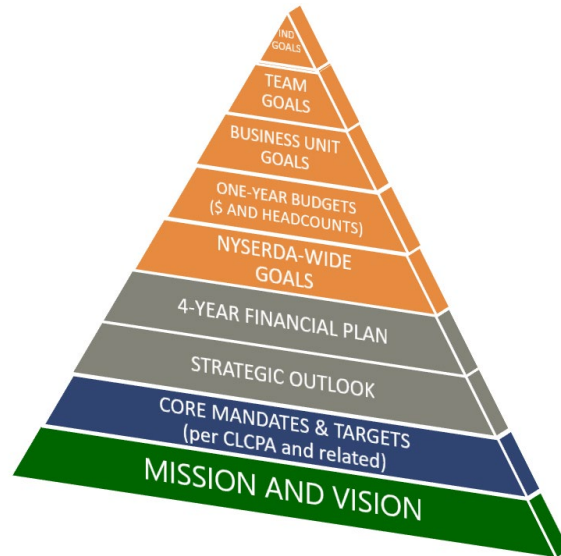 IND
GOALS
TEAM
GOALS
BUSINESS UNIT
GOALS
ONE-YEAR BUDGETS
($ AND HEADCOUNTS)
NYSERDA-WIDE
GOALS
4-YEAR FINANCIAL PLAN
STRATEGIC OUTLOOK
CORE MANDATES & TARGETS
(per CLCPA and related)
MISSION AND VISION